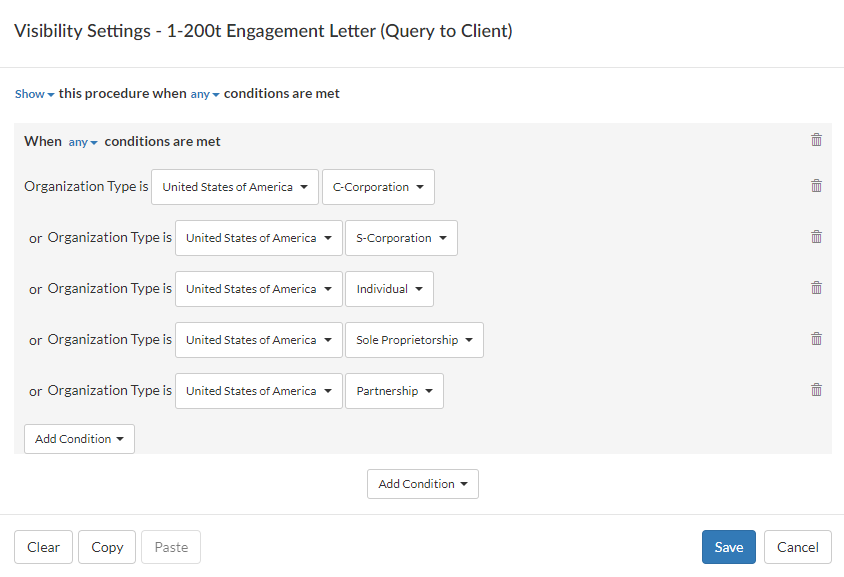 Visibility Settings - 1-200t Engagement Letter (Query to Client)
Show this procedure when any conditions are met
When any conditions are met
Organization Type is United States of America C-Corporation
or Organization Type is United States of America S-Corporation
or Organization Type is United States of America Individual
or Organization Type is United States of America Sole Proprietorship
or Organization Type is United States of America Partnership
Add Condition
Add Condition
Clear Copy Paste Save Cancel